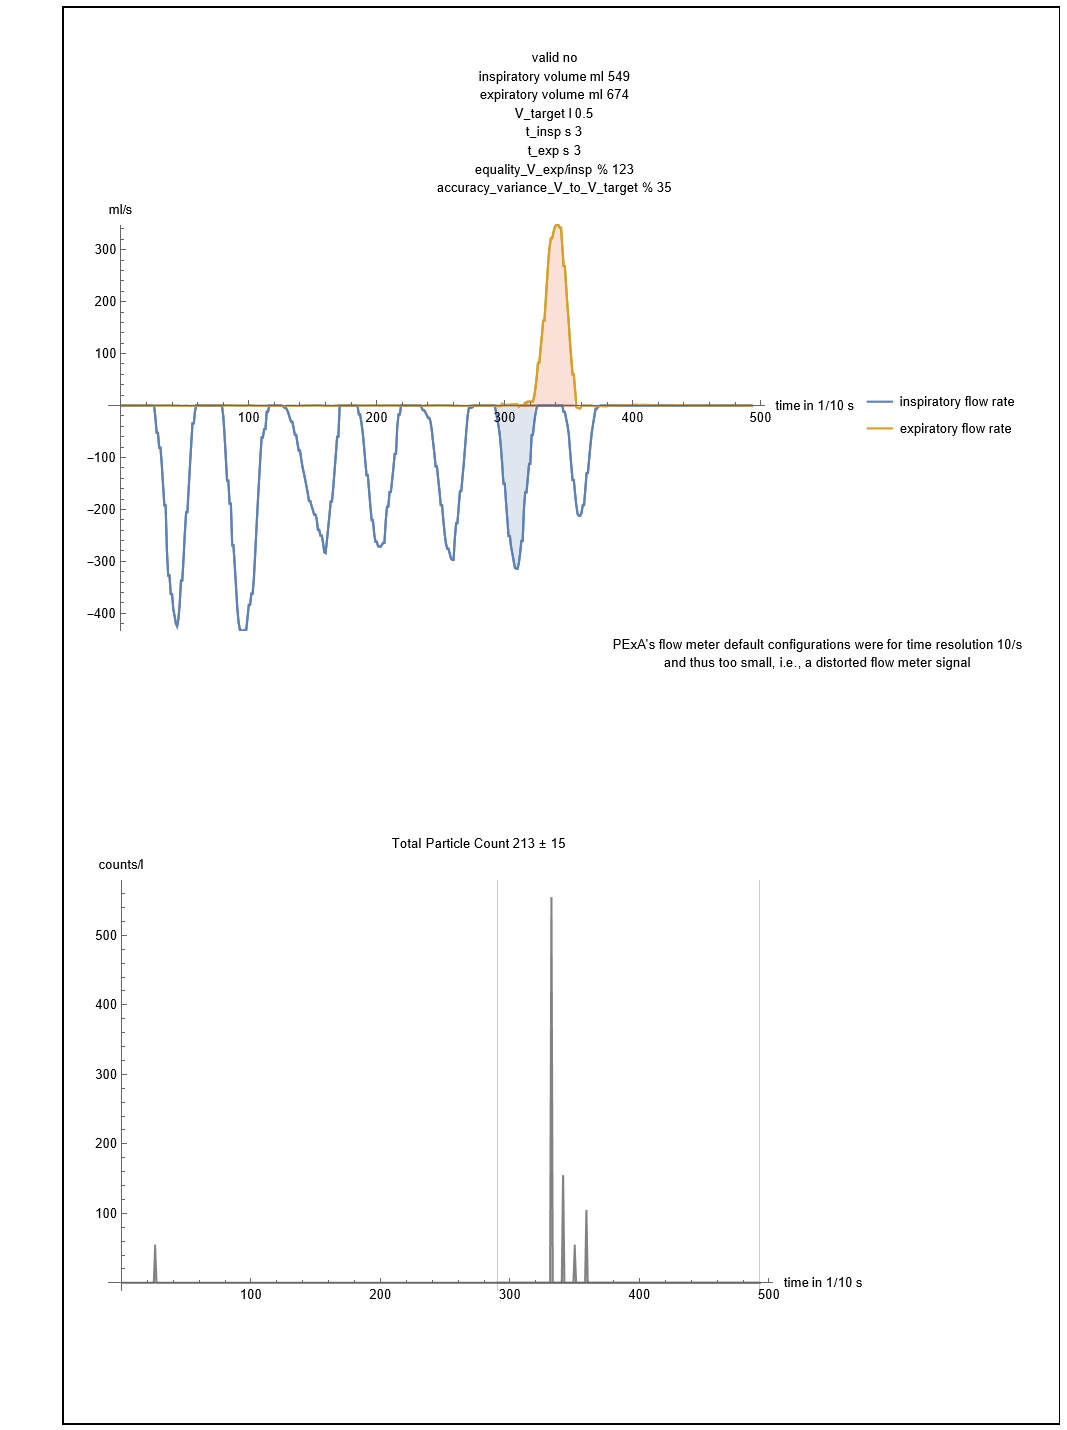 valid no
inspiratory volume ml 549
expiratory volume ml 674
V_target l 0.5
t_insp s 3
t_exp s 3
equality_V_exp/insp % 123
accuracy_variance_V_to_V_target % 35
ml/s
300
200
100
100 200 300 400 500 time in 1/10 s
inspiratory flow rate
expiratory flow rate
−100
−200
−300
−400
PExA's flow meter default configurations were for time resolution 10/s
and thus too small, i.e., a distorted flow meter signal
Total Particle Count 213 ± 15
counts/l
500
400
300
200
100
time in 1/10 s
100 200 300 400 500